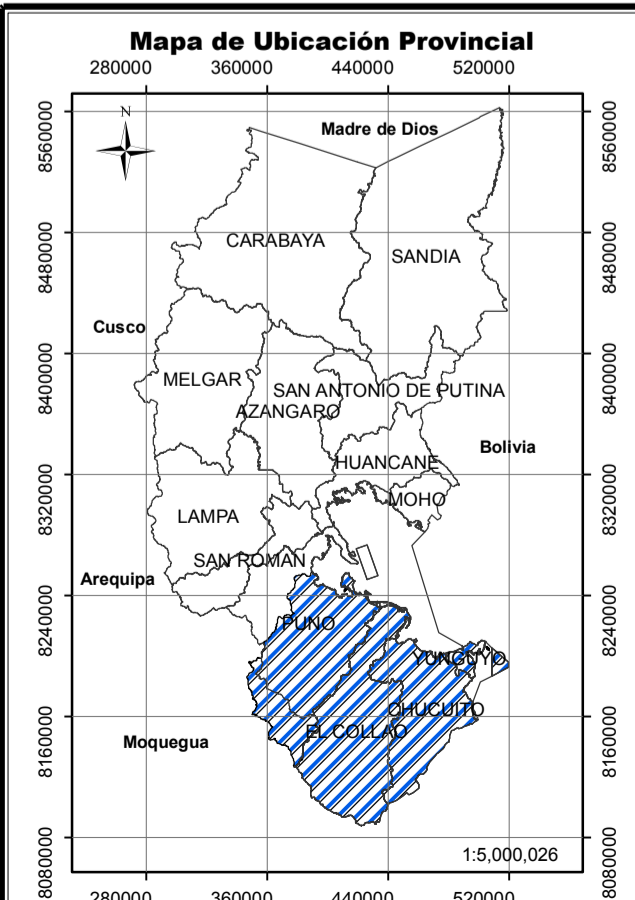 Mapa de Ubicación Provincial
280000 360000 440000 520000
N
Madre de Dios
8560000 8560000
CARABAYA
8480000 8480000
SANDIA
Cusco
8400000 8400000
MELGAR
SAN ANTONIO DE PUTINA
AZANGARO
Bolivia
HUANCANE
8320000 8320000
MOHO
LAMPA
SAN ROMAN
Arequipa
8240000 8240000
PUNO
YUNGUYO
CHUCUITO
8160000 8160000
EL COLLAO
Moquegua
1:5,000,026
8080000 8080000
280000 360000 440000 520000